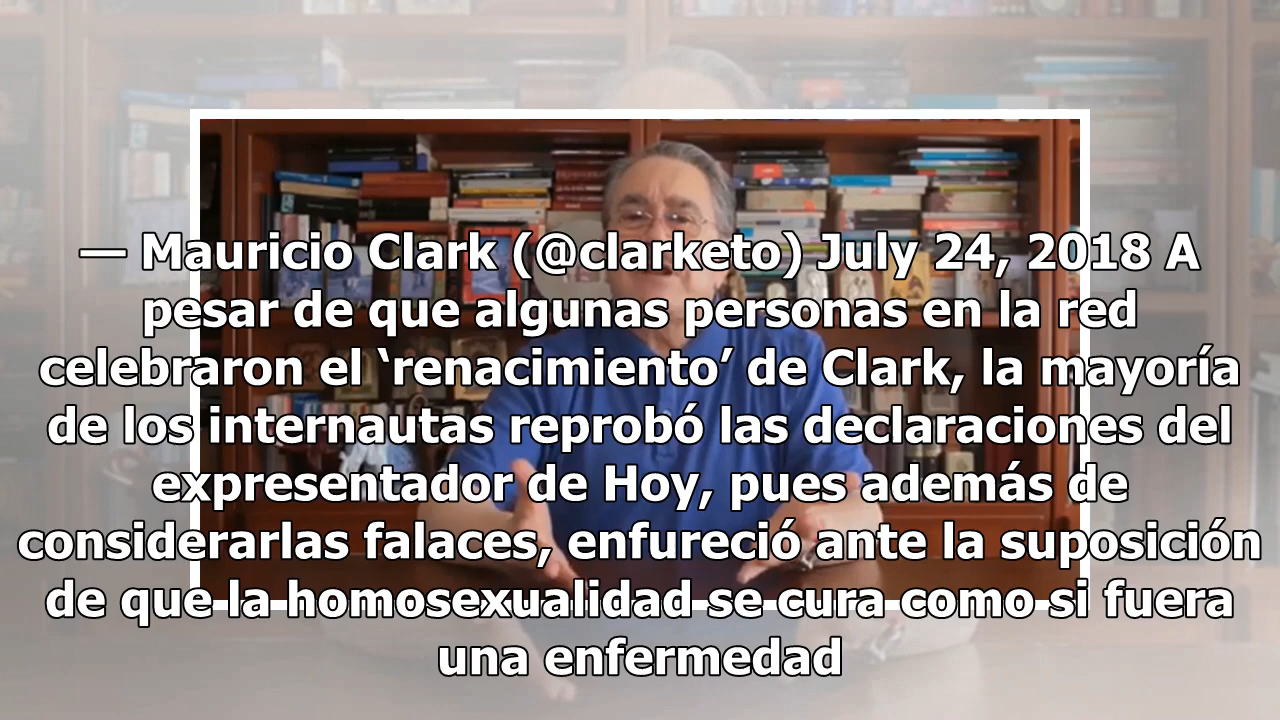 — Mauricio Clark (@clarketo) July 24, 2018 A
pesar de que algunas personas en la red
celebraron el ‘renacimiento’ de Clark, la mayoría
de los internautas reprobó las declaraciones del
expresentador de Hoy, pues además de
considerarlas falaces, enfureció ante la suposición
de que la homosexualidad se cura como si fuera
una enfermedad